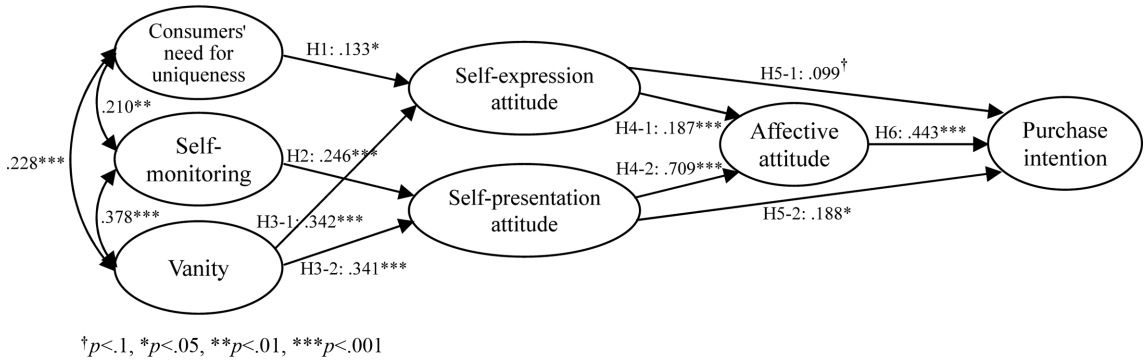 Consumers'
need for
uniqueness
H1: .133*
Self-expression
attitude
H5-1: .099†
.210**
H4-1: .187***
Affective
attitude
H6: .443***
Purchase
intention
.228***
Self-
monitoring
H2: .246***
H4-2: .709***
Self-presentation
attitude
H5-2: .188*
.378***
H3-1: .342***
Vanity
H3-2: .341***
†p<.1, *p<.05, **p<.01, ***p<.001